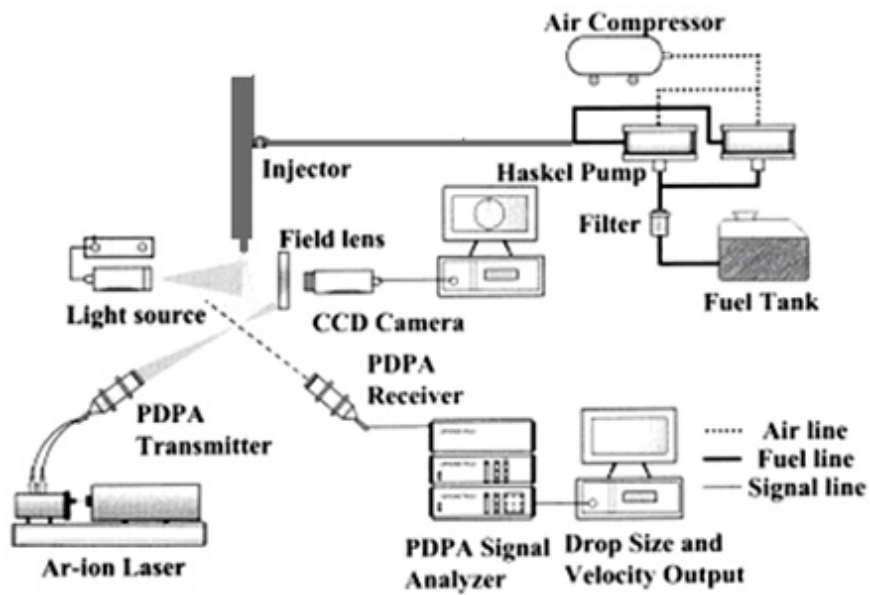 Air Compressor
Injector
Haskel Pump
Filter
Field lens
Fuel Tank
Light source
CCD Camera
PDPA
Receiver
PDPA
Transmitter
Air line
Fuel line
Signal line
Ar-ion Laser
PDPA Signal
Analyzer
Drop Size and
Velocity Output